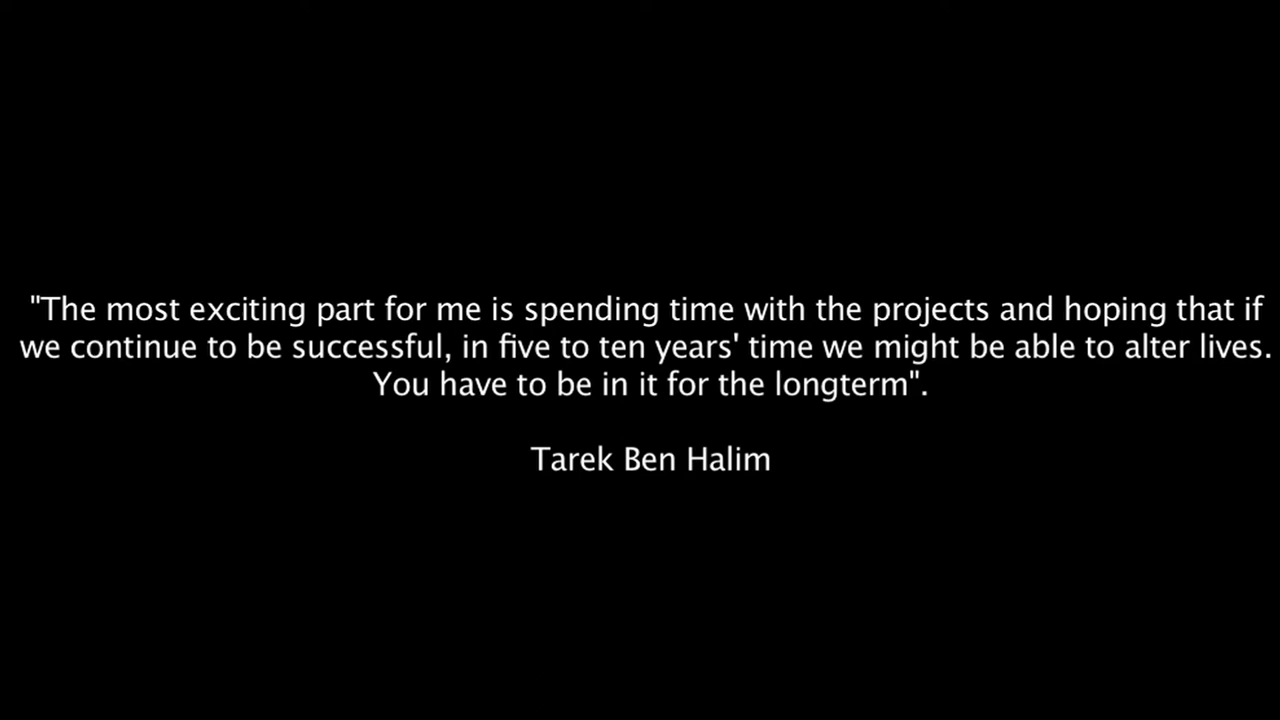 "The most exciting part for me is spending time with the projects and hoping that if
we continue to be successful, in five to ten years' time we might be able to alter lives.
You have to be in it for the longterm".
Tarek Ben Halim